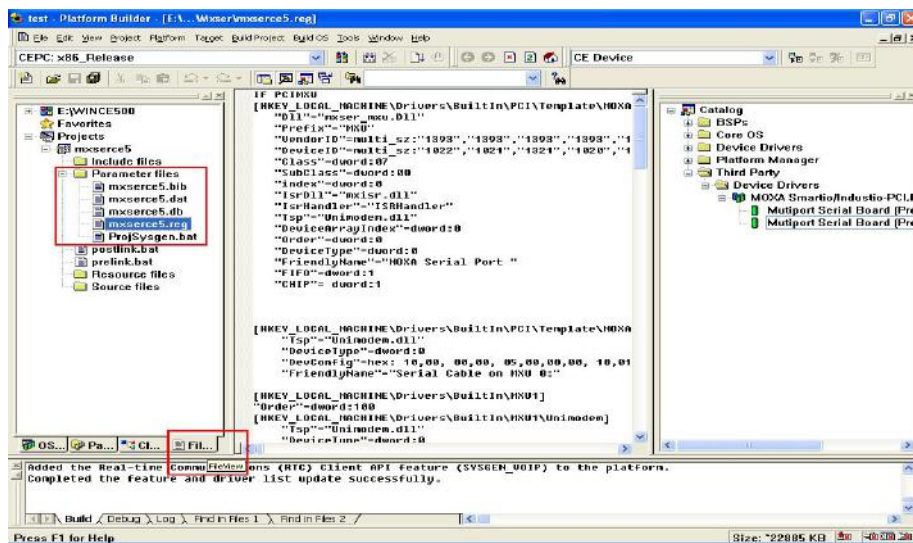 test - Platform Builder - [E:\...Wxser\mxserce5.reg]
File Edit View Project Platform Target Build Project Build OS Tools Window Help
CEPC: x86_Release
CE Device
E:\WINCE500
Favorites
Projects
mxserce5
Include files
Parameter files
mxserce5.bib
mxserce5.dat
mxserce5.db
mxserce5.reg
ProjSysgen.bat
postlink.bat
prelink.bat
Resource files
Source files
OS...
Pa...
Cl...
Fil...
IF PCIMXU
[HKEY_LOCAL_MACHINE\Drivers\BuiltIn\PCI\Template\MOXA
"Dll"="mxser_mxu.Dll"
"Prefix"="MXU"
"VendorID"=multi_sz:"1393","1393","1393","1393","1
"DeviceID"=multi_sz:"1022","1021","1321","1020","1
"Class"=dword:07
"SubClass"=dword:00
"index"=dword:0
"IsrDll"="mxisr.dll"
"IsrHandler"="ISRHandler"
"Tsp"="Unimodem.dll"
"DeviceArrayIndex"=dword:0
"Order"=dword:0
"DeviceType"=dword:0
"FriendlyName"="MOXA Serial Port "
"FIFO"=dword:1
"CHIP"= dword:1
[HKEY_LOCAL_MACHINE\Drivers\BuiltIn\PCI\Template\MOXA
"Tsp"="Unimodem.dll"
"DeviceType"=dword:0
"DevConfig"=hex: 10,00, 00,00, 05,00,00,00, 10,01
"FriendlyName"="Serial Cable on MXU 0:"
[HKEY_LOCAL_MACHINE\Drivers\BuiltIn\MXU1]
"Order"=dword:100
[HKEY_LOCAL_MACHINE\Drivers\BuiltIn\MXU1\Unimodem]
"Tsp"="Unimodem.dll"
"DeviceType"=dword:0
Catalog
BSPs
Core OS
Device Drivers
Platform Manager
Third Party
Device Drivers
MOXA Smartio/Industio-PCI,I
Mutiport Serial Board [Pre
Mutiport Serial Board [Pre
Added the Real-time Commu FileView ons (RTC) Client API feature (SYSGEN_VOIP) to the platform.
Completed the feature and driver list update successfully.
Build Debug Log Find in Files 1 Find in Files 2
Press F1 for Help
Size: ~22885 KB